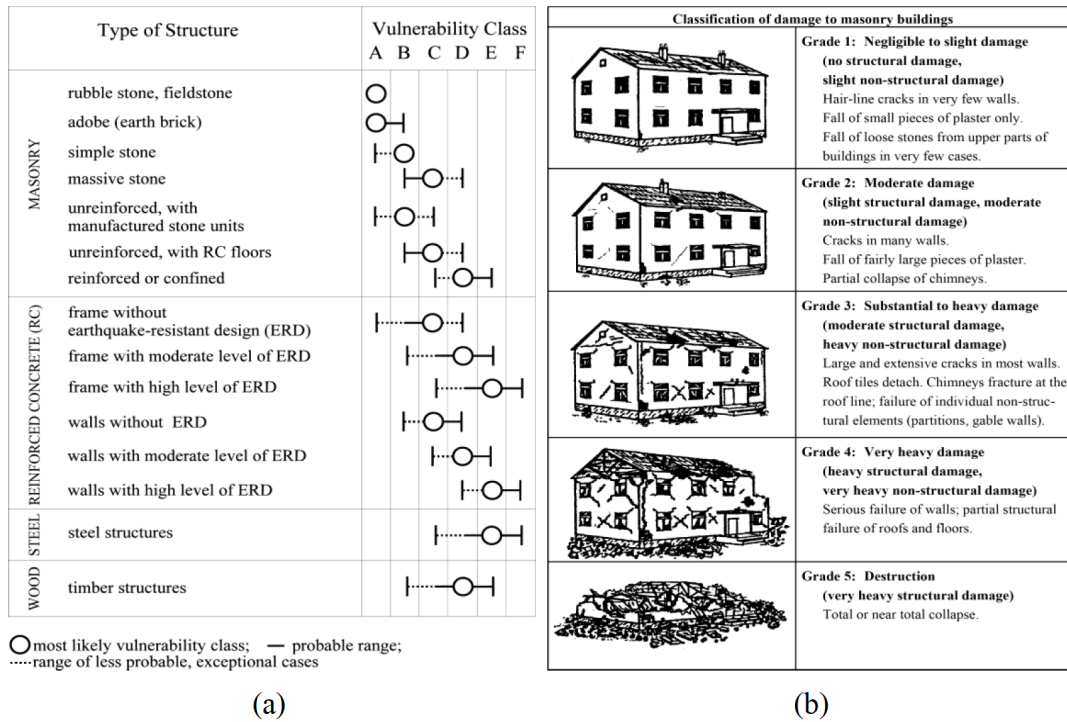 Type of Structure
Vulnerability Class
A B C D E F
MASONRY
rubble stone, fieldstone
adobe (earth brick)
simple stone
massive stone
unreinforced, with
manufactured stone units
unreinforced, with RC floors
reinforced or confined
REINFORCED CONCRETE (RC)
frame without
earthquake-resistant design (ERD)
frame with moderate level of ERD
frame with high level of ERD
walls without ERD
walls with moderate level of ERD
walls with high level of ERD
STEEL
steel structures
WOOD
timber structures
most likely vulnerability class; probable range;
range of less probable, exceptional cases
(a)
Classification of damage to masonry buildings
Grade 1: Negligible to slight damage
(no structural damage,
slight non-structural damage)
Hair-line cracks in very few walls.
Fall of small pieces of plaster only.
Fall of loose stones from upper parts of
buildings in very few cases.
Grade 2: Moderate damage
(slight structural damage, moderate
non-structural damage)
Cracks in many walls.
Fall of fairly large pieces of plaster.
Partial collapse of chimneys.
Grade 3: Substantial to heavy damage
(moderate structural damage,
heavy non-structural damage)
Large and extensive cracks in most walls.
Roof tiles detach. Chimneys fracture at the
roof line; failure of individual non-struc-
tural elements (partitions, gable walls).
Grade 4: Very heavy damage
(heavy structural damage,
very heavy non-structural damage)
Serious failure of walls; partial structural
failure of roofs and floors.
Grade 5: Destruction
(very heavy structural damage)
Total or near total collapse.
(b)